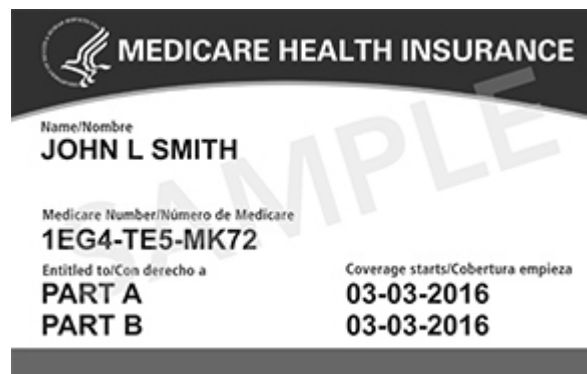 MEDICARE HEALTH INSURANCE
Name/Nombre
JOHN L SMITH
SAMPLE
Medicare Number/Número de Medicare
1EG4-TE5-MK72
Entitled to/Con derecho a
Coverage starts/Cobertura empieza
PART A
03-03-2016
PART B
03-03-2016